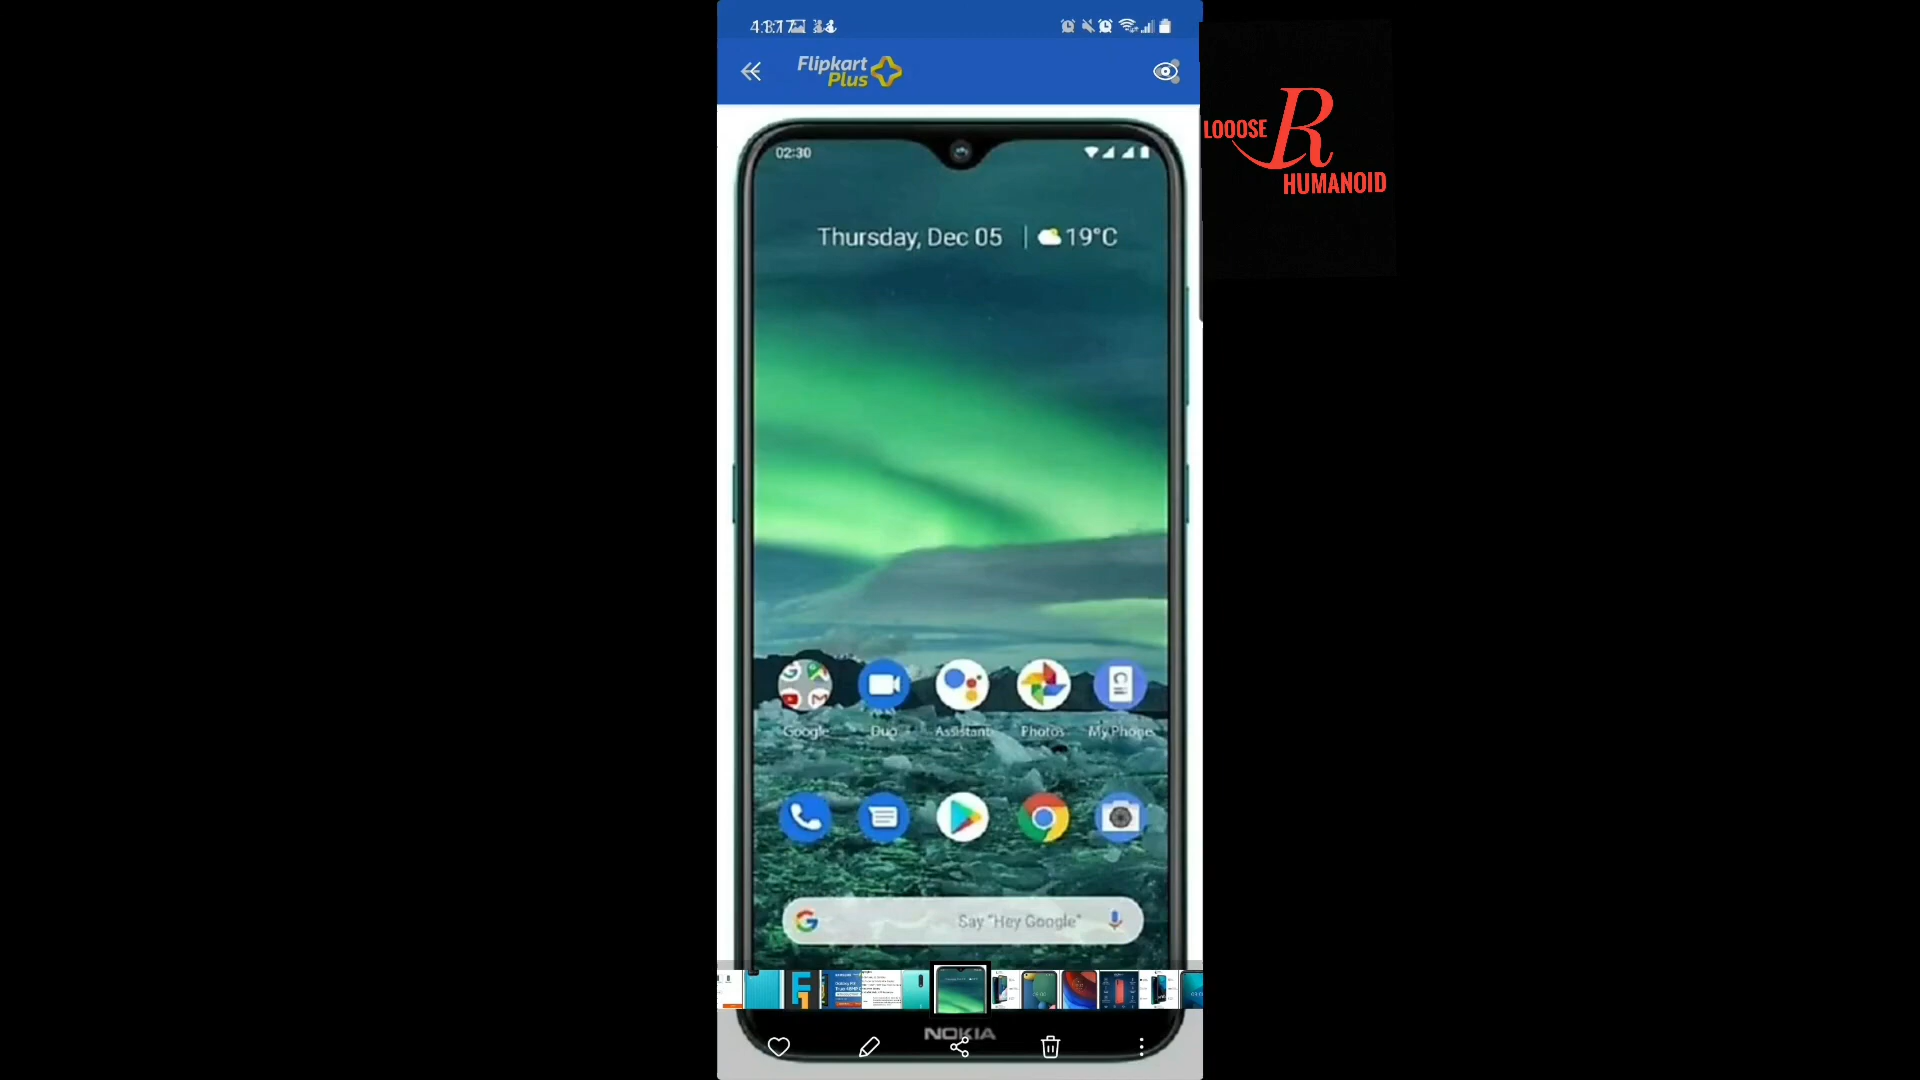 Flipkart
Plus
LOOOSE
R
HUMANOID
02:30
Thursday, Dec 05 | 19°C
Google Duo Assistant Photos My Phone
Say "Hey Google"
NOKIA